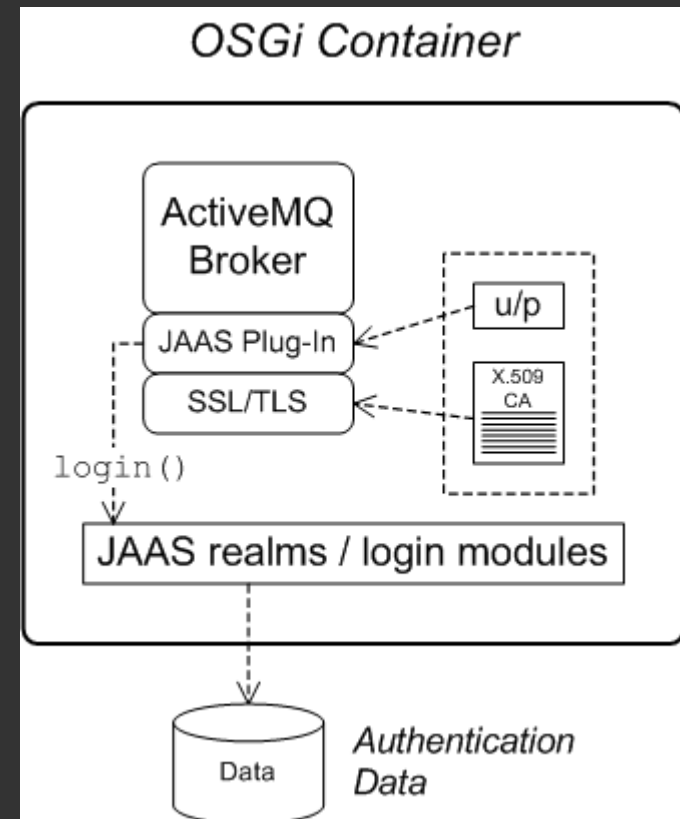 OSGi Container
ActiveMQ
Broker
JAAS Plug-In
SSL/TLS
u/p
X.509
CA
login()
JAAS realms / login modules
Data
Authentication
Data